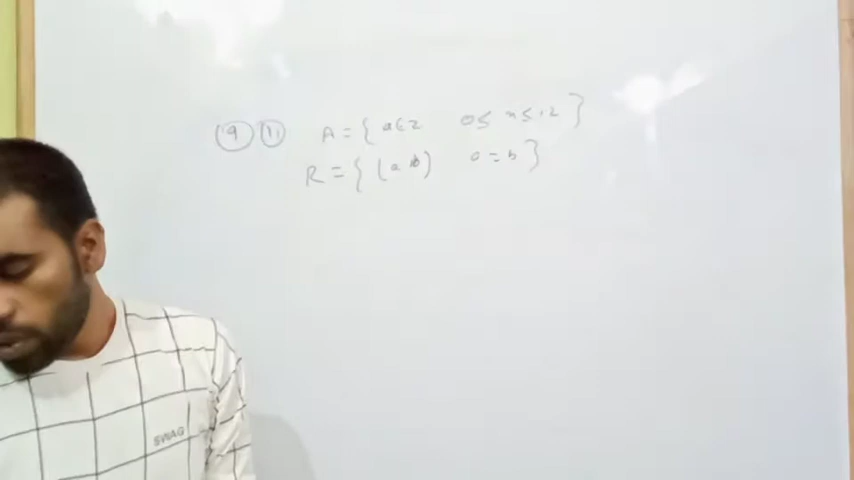 9 11 A = { a ∈ Z 0 ≤ x ≤ 12 }
R = { (a b) a = b }
SWAG